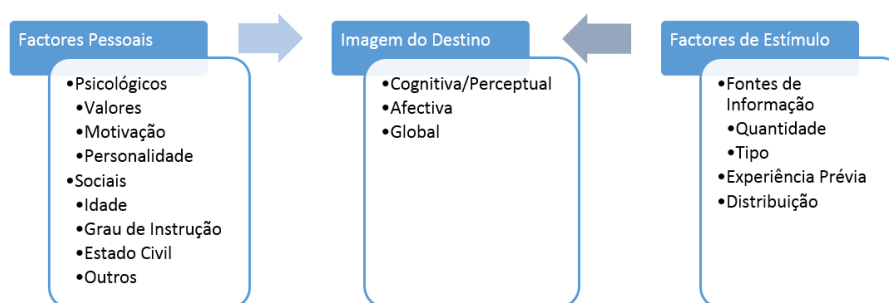 Factores Pessoais
•Psicológicos
•Valores
•Motivação
•Personalidade
•Sociais
•Idade
•Grau de Instrução
•Estado Civil
•Outros
Imagem do Destino
•Cognitiva/Perceptual
•Afectiva
•Global
Factores de Estímulo
•Fontes de
Informação
•Quantidade
•Tipo
•Experiência Prévia
•Distribuição